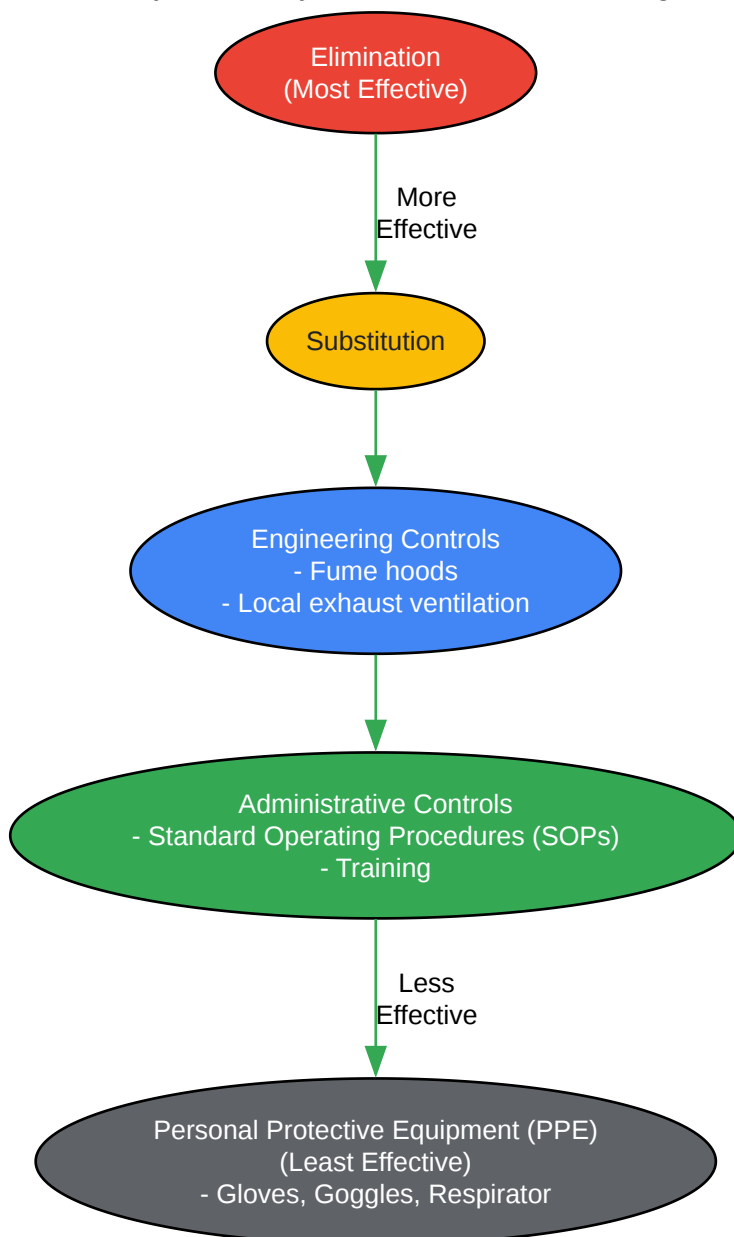 Elimination
(Most Effective)
More
Effective
Substitution
Engineering Controls
- Fume hoods
- Local exhaust ventilation
Administrative Controls
- Standard Operating Procedures (SOPs)
- Training
Less
Effective
Personal Protective Equipment (PPE)
(Least Effective)
- Gloves, Goggles, Respirator